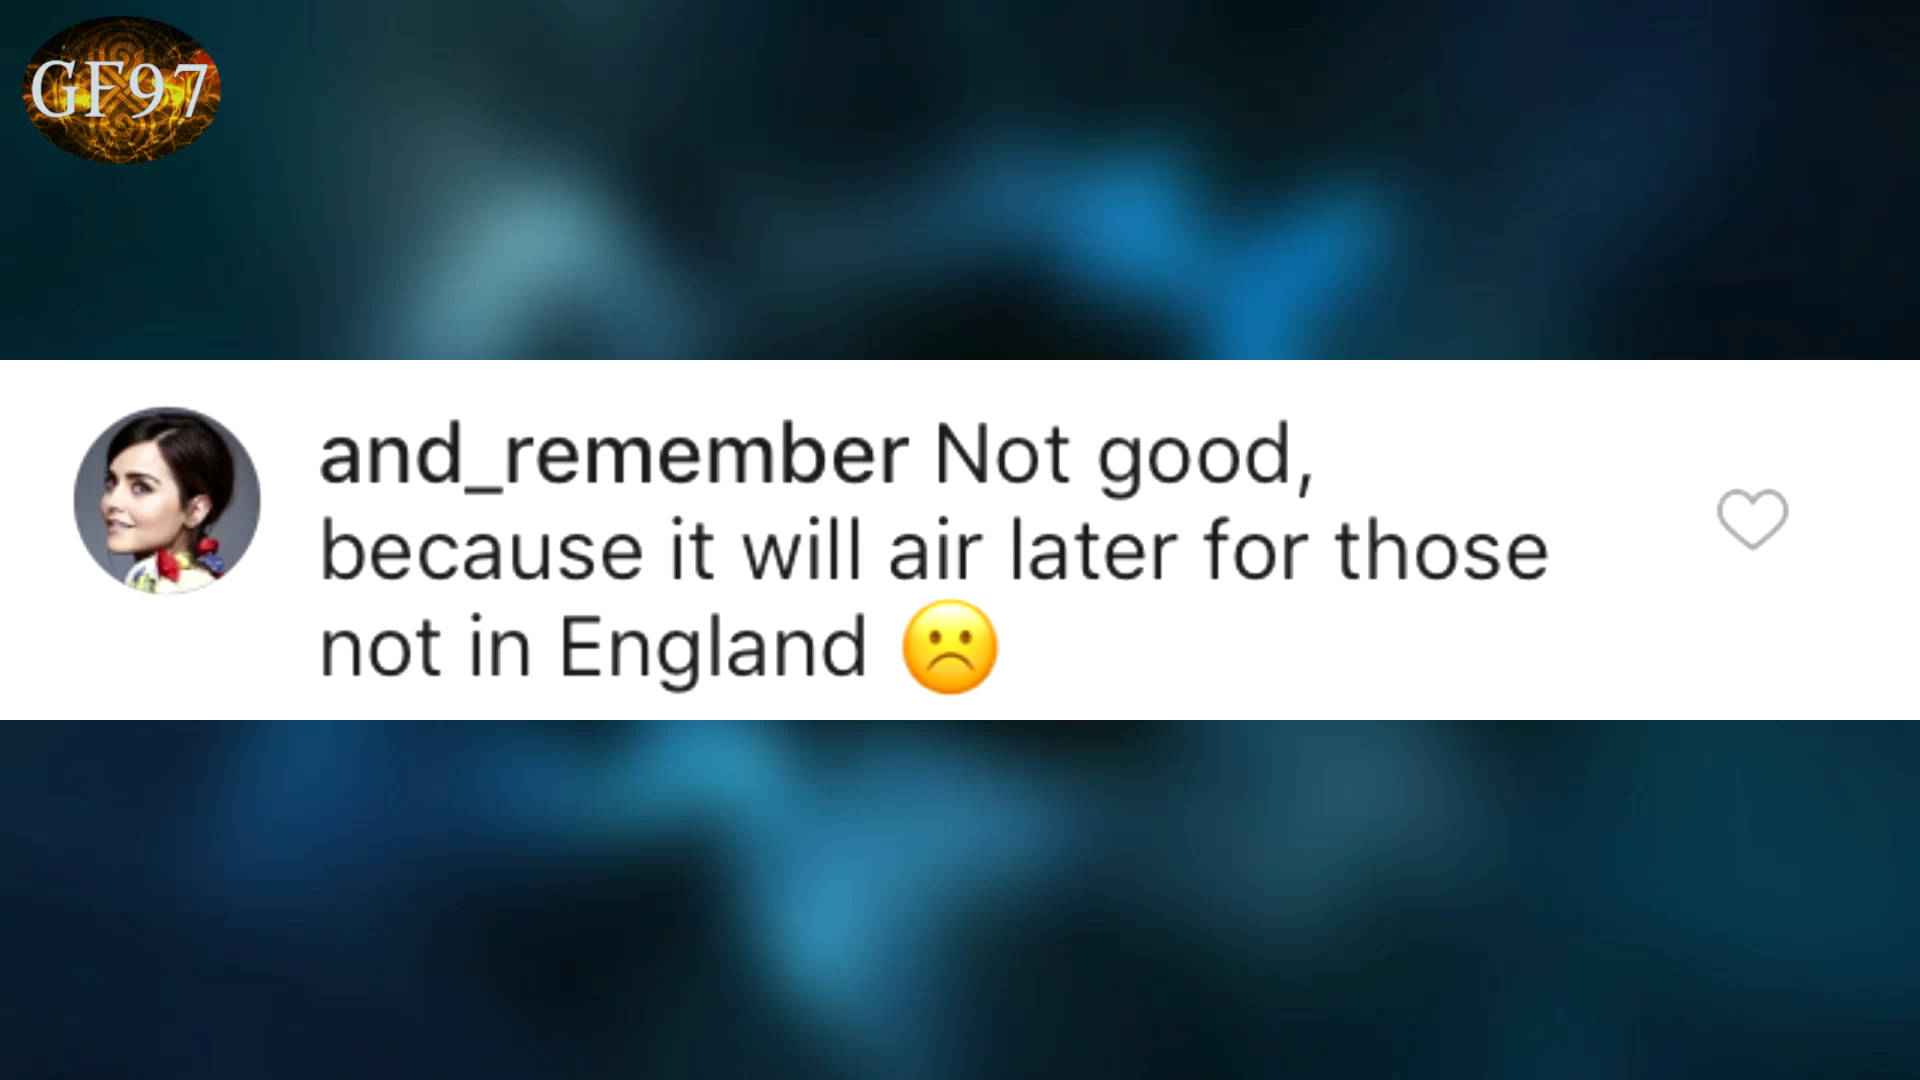 GF97
and_remember Not good,
because it will air later for those
not in England ☹️